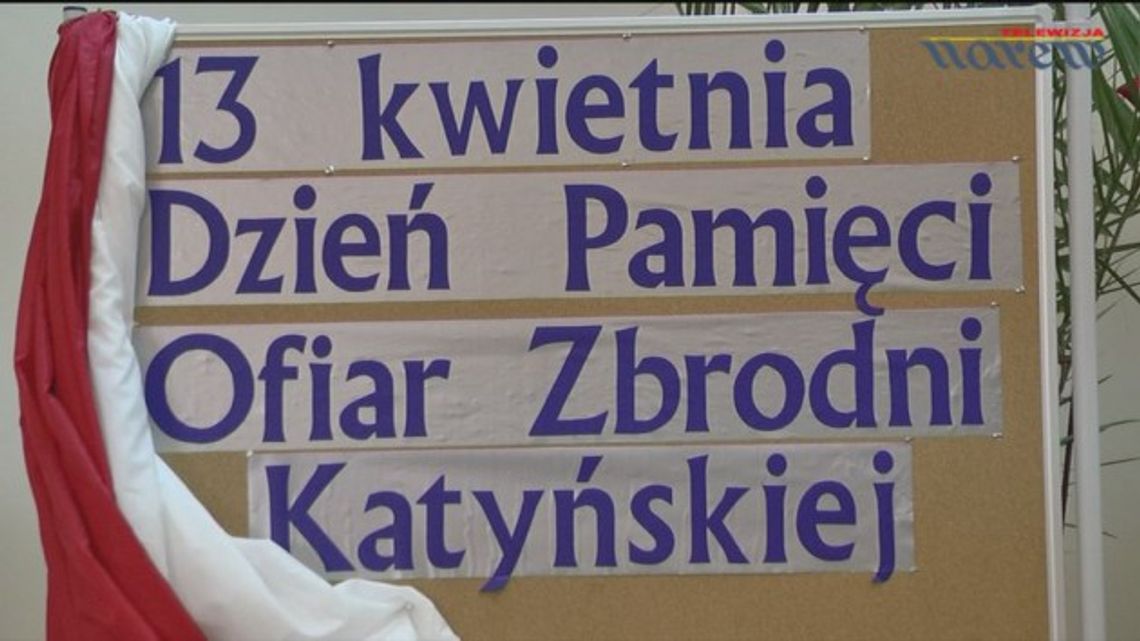 TELEWIZJA
narew
13 kwietnia
Dzień Pamięci
Ofiar Zbrodni
Katyńskiej